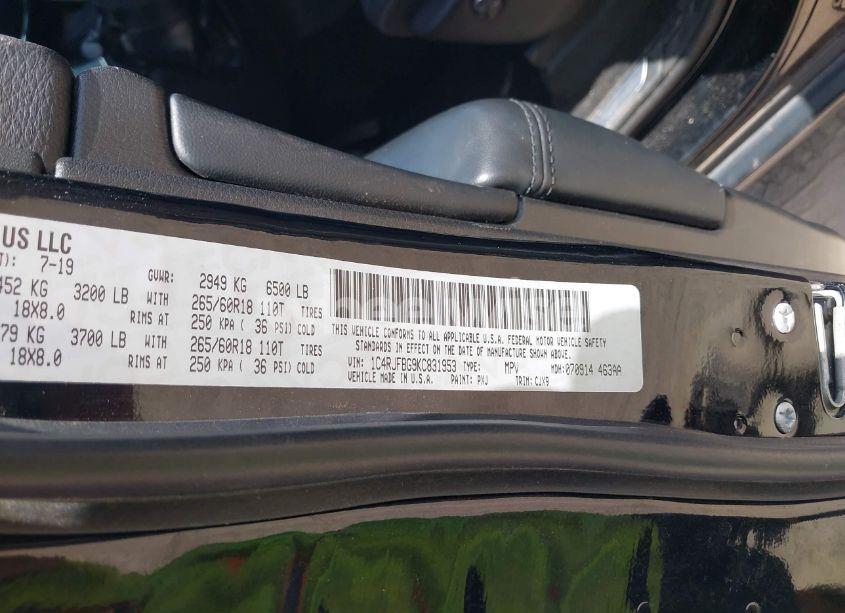 US LLC
T): 7-19
GVWR: 2949 KG 6500 LB
452 KG 3200 LB WITH 265/60R18 110T TIRES
18X8.0 RIMS AT 250 KPA ( 36 PSI) COLD
79 KG 3700 LB WITH 265/60R18 110T TIRES
18X8.0 RIMS AT 250 KPA ( 36 PSI) COLD
THIS VEHICLE CONFORMS TO ALL APPLICABLE U.S.A. FEDERAL MOTOR VEHICLE SAFETY
STANDARDS IN EFFECT ON THE DATE OF MANUFACTURE SHOWN ABOVE.
VIN: 1C4RJFBG9KC831953 TYPE: MPV MDH: 070914 463AA
VEHICLE MADE IN U.S.A. PAINT: PXJ TRIM: CJX9